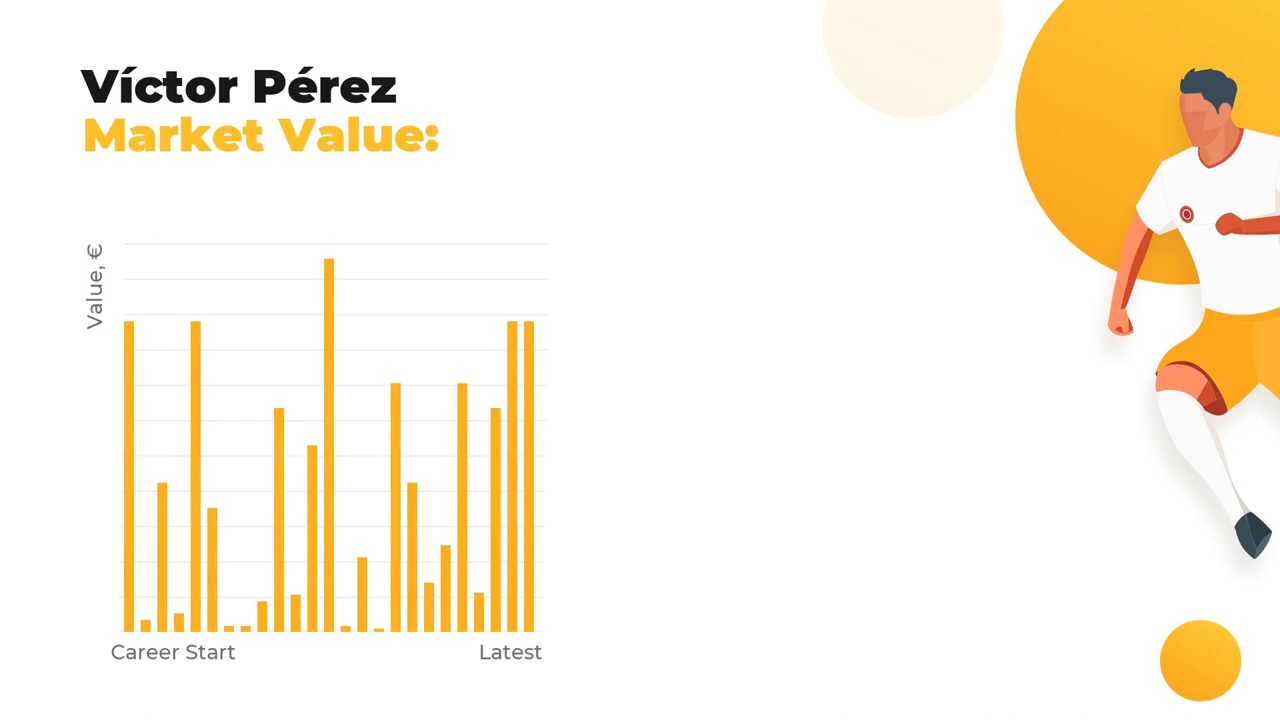 Víctor Pérez
Market Value:
Value, €
Career Start
Latest